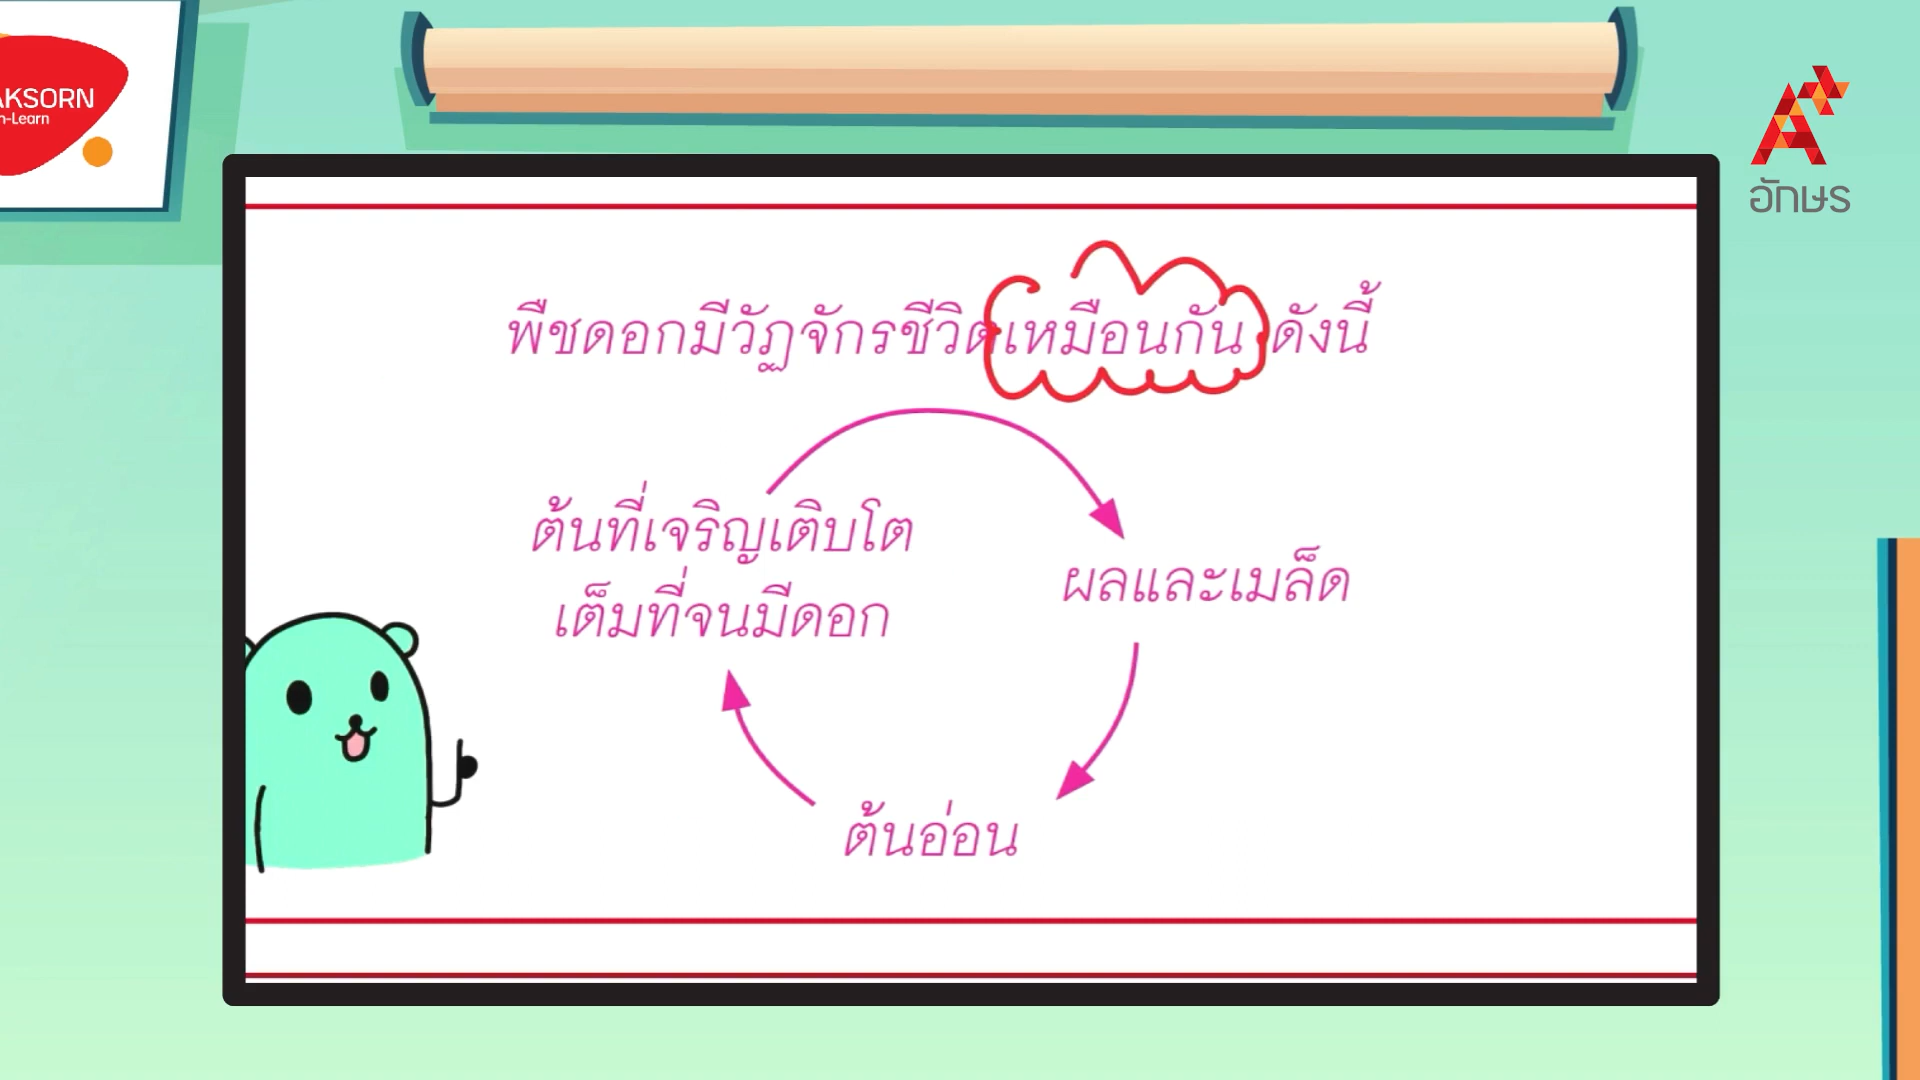 AKSORN
n-Learn
อักษร
พืชดอกมีวัฏจักรชีวิตเหมือนกัน ดังนี้
ต้นที่เจริญเติบโต
เต็มที่จนมีดอก
ผลและเมล็ด
ต้นอ่อน